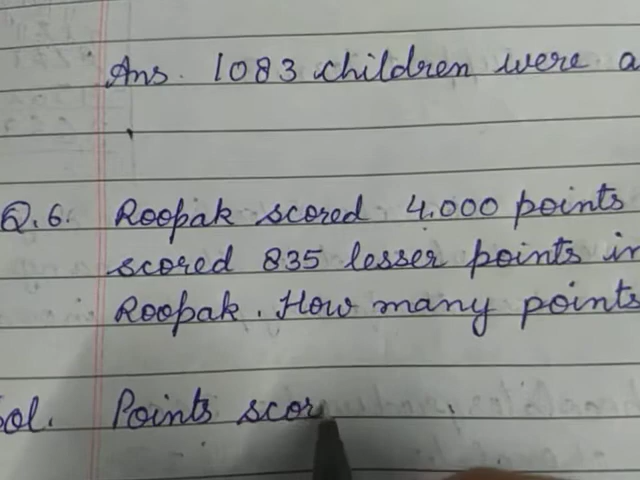 Ans. 1083 children were a
Q.6. Roopak scored 4,000 points
scored 835 lesser points in
Roopak. How many points
Sol. Points scor